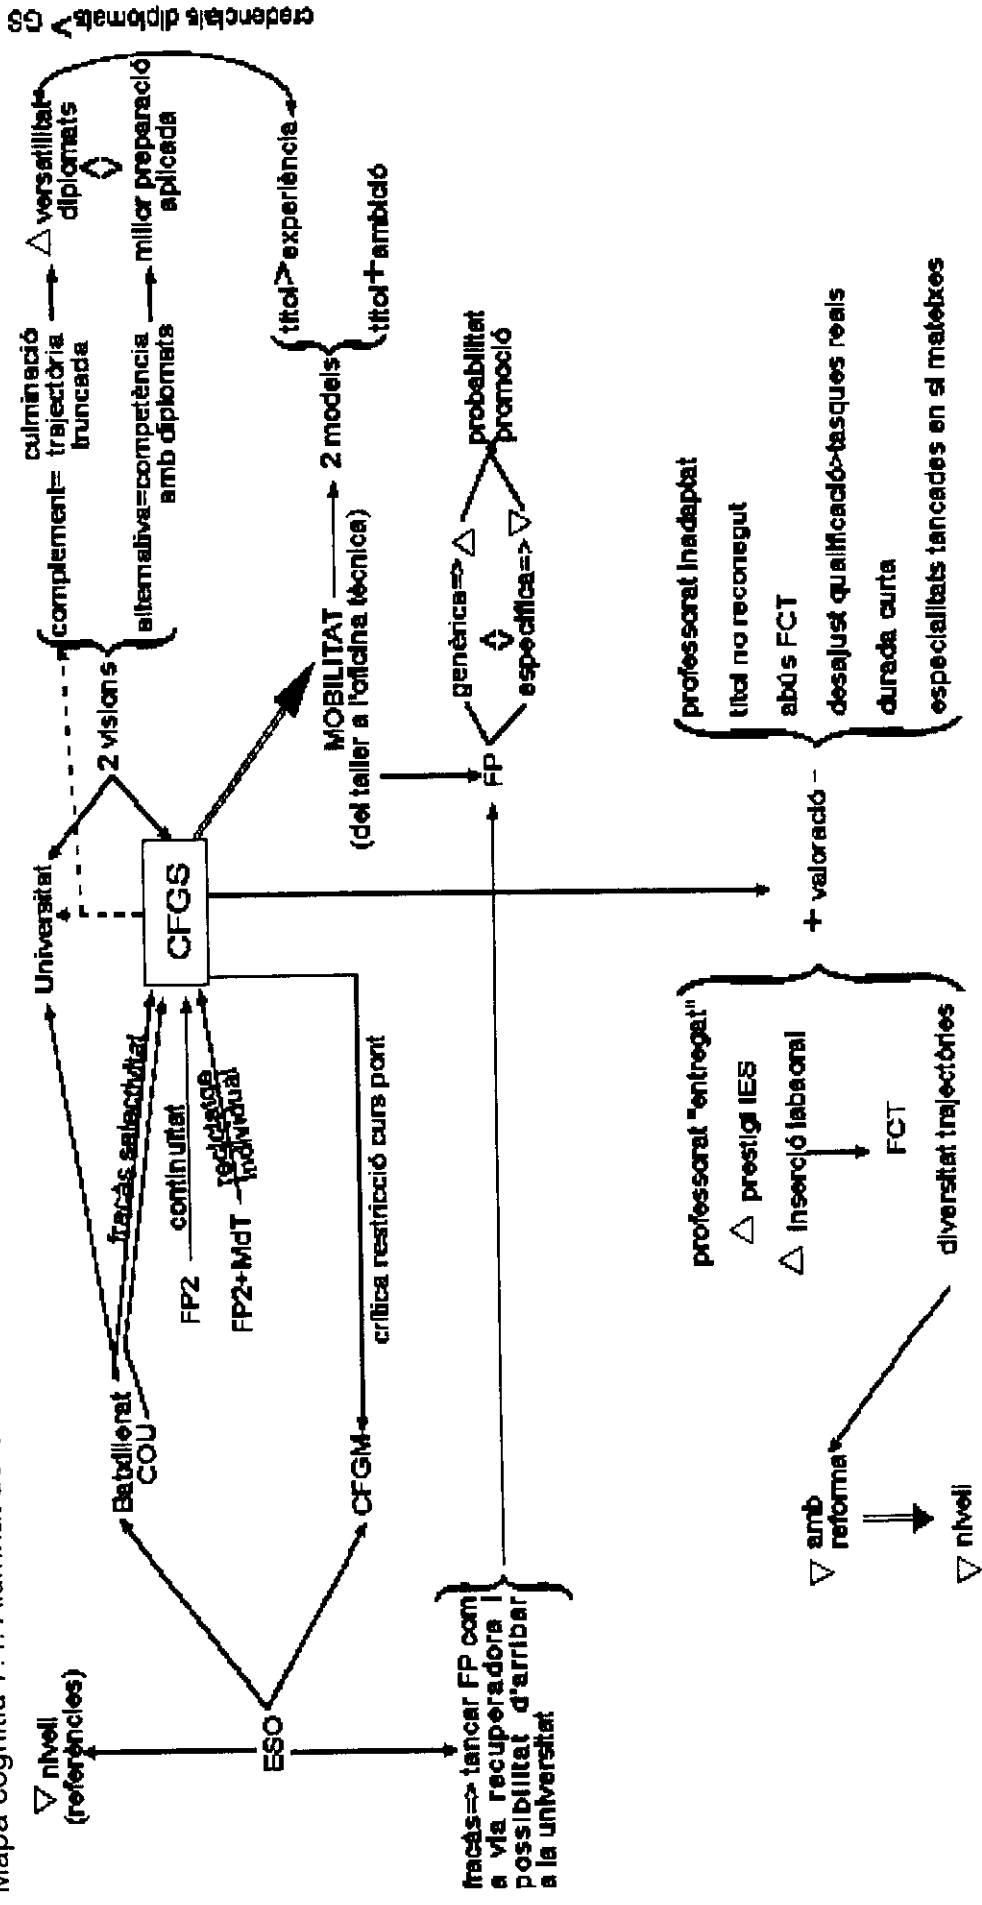 Mapa cognitiu
nivell
(referències)
ESO
fracàs=> tancar FP com
a via recuperadora i
possibilitat d'arribar
a la universitat
Batxillerat
COU
CFGM
fracàs selectivitat
FP2
continuïtat
FP2+MdT
reciclatge
individual
crítica restricció curs pont
Universitat
CFGS
2 visions
complement=
culminació
trajectòria
truncada
△ versatilitat
diplomats
alternativa=competència
amb diplomats
millor preparació
aplicada
credencials diplomats > GS
MOBILITAT
(del taller a l'oficina tècnica)
2 models
títol>experiència
títol+ambició
FP
genèrica=> △
específica=> ▽
probabilitat
promoció
+ valoració -
professorat "entregat"
△ prestigi IES
△ inserció labaoral
FCT
diversitat trajectòries
▽ amb
reforma
▽ nivell
professorat inadaptat
títol no reconegut
abús FCT
desajust qualificació>tasques reals
durada curta
especialitats tancades en si mateixes